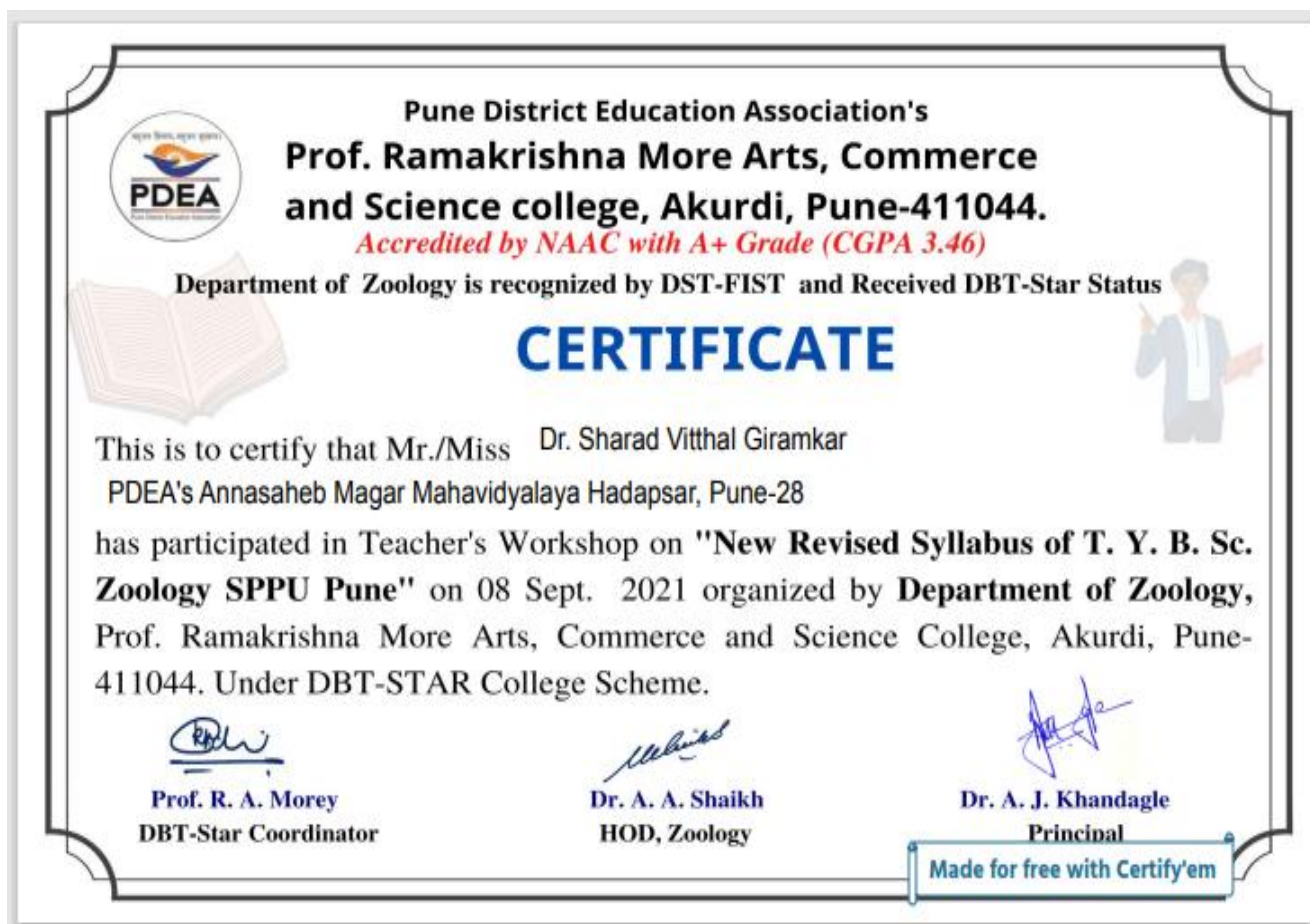 PDEA
Pune District Education Association's
Prof. Ramakrishna More Arts, Commerce
and Science college, Akurdi, Pune-411044.
Accredited by NAAC with A+ Grade (CGPA 3.46)
Department of Zoology is recognized by DST-FIST and Received DBT-Star Status
CERTIFICATE
This is to certify that Mr./Miss Dr. Sharad Vitthal Giramkar
PDEA's Annasaheb Magar Mahavidyalaya Hadapsar, Pune-28
has participated in Teacher's Workshop on "New Revised Syllabus of T. Y. B. Sc.
Zoology SPPU Pune" on 08 Sept. 2021 organized by Department of Zoology,
Prof. Ramakrishna More Arts, Commerce and Science College, Akurdi, Pune-
411044. Under DBT-STAR College Scheme.
Prof. R. A. Morey
DBT-Star Coordinator
Dr. A. A. Shaikh
HOD, Zoology
Dr. A. J. Khandagle
Principal
Made for free with Certify'em